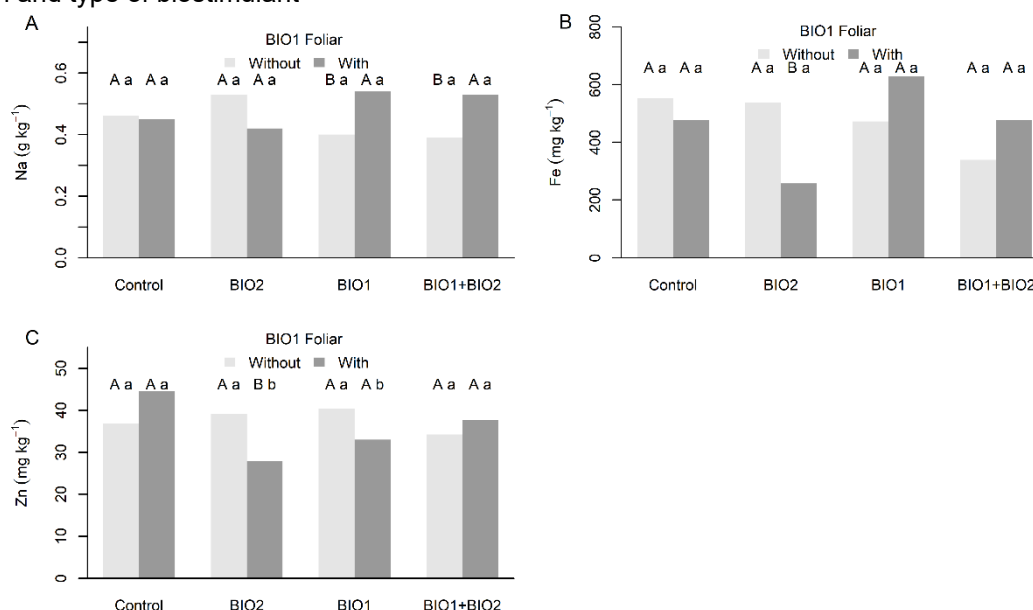 and type of biostimulant
A
BIO1 Foliar
Without With
A a A a A a A a B a A a B a A a
Na (g kg⁻¹)
0.0 0.2 0.4 0.6
Control BIO2 BIO1 BIO1+BIO2
B
BIO1 Foliar
Without With
A a A a A a B a A a A a A a A a
Fe (mg kg⁻¹)
0 200 400 600 800
Control BIO2 BIO1 BIO1+BIO2
C
BIO1 Foliar
Without With
A a A a A a B b A a A b A a A a
Zn (mg kg⁻¹)
0 10 20 30 40 50
Control BIO2 BIO1 BIO1+BIO2